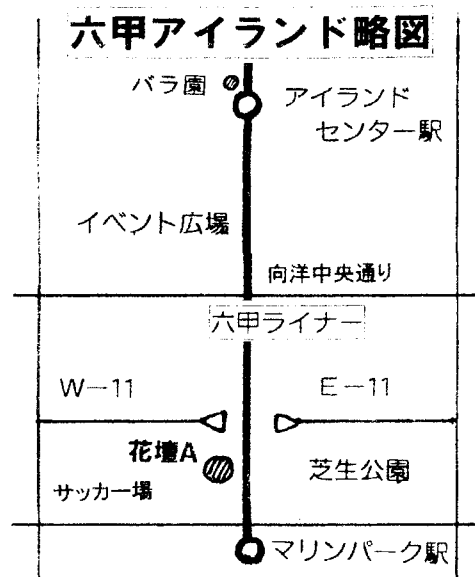 六甲アイランド略図
バラ園
アイランド
センター駅
イベント広場
向洋中央通り
六甲ライナー
W－11
E－11
花壇A
芝生公園
サッカー場
マリンパーク駅